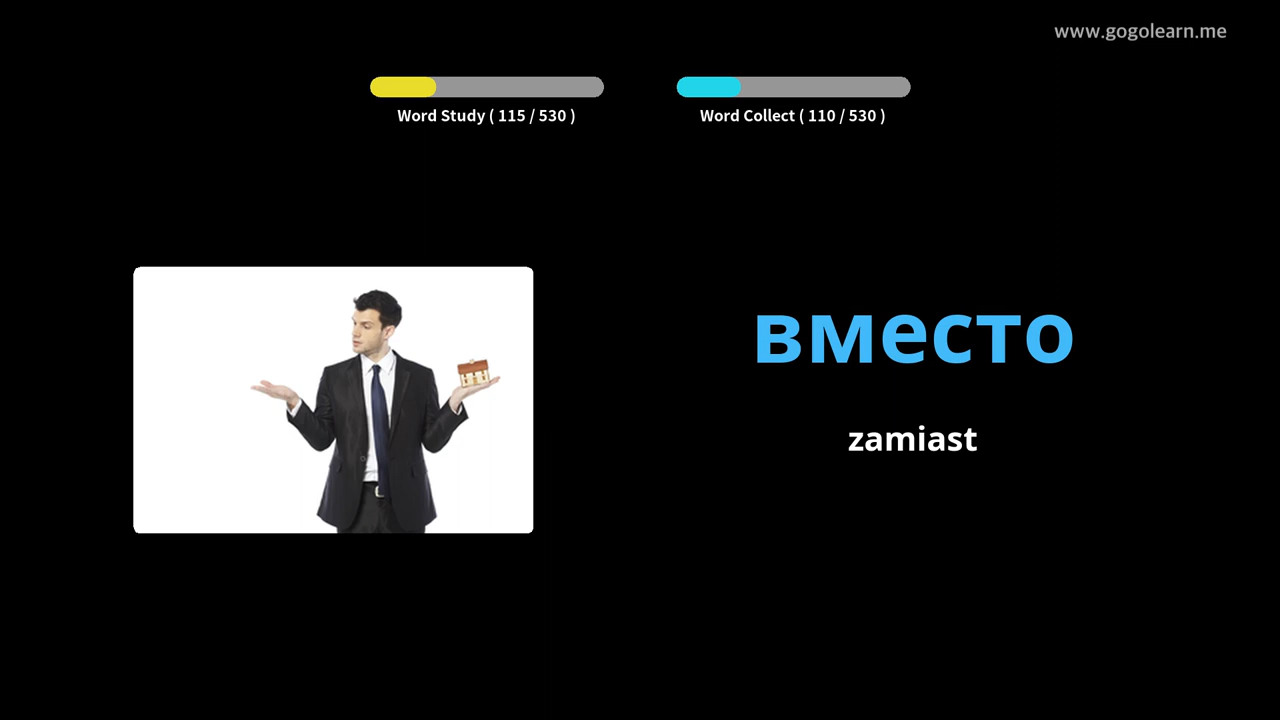 www.gogolearn.me
Word Study ( 115 / 530 )
Word Collect ( 110 / 530 )
вместо
zamiast